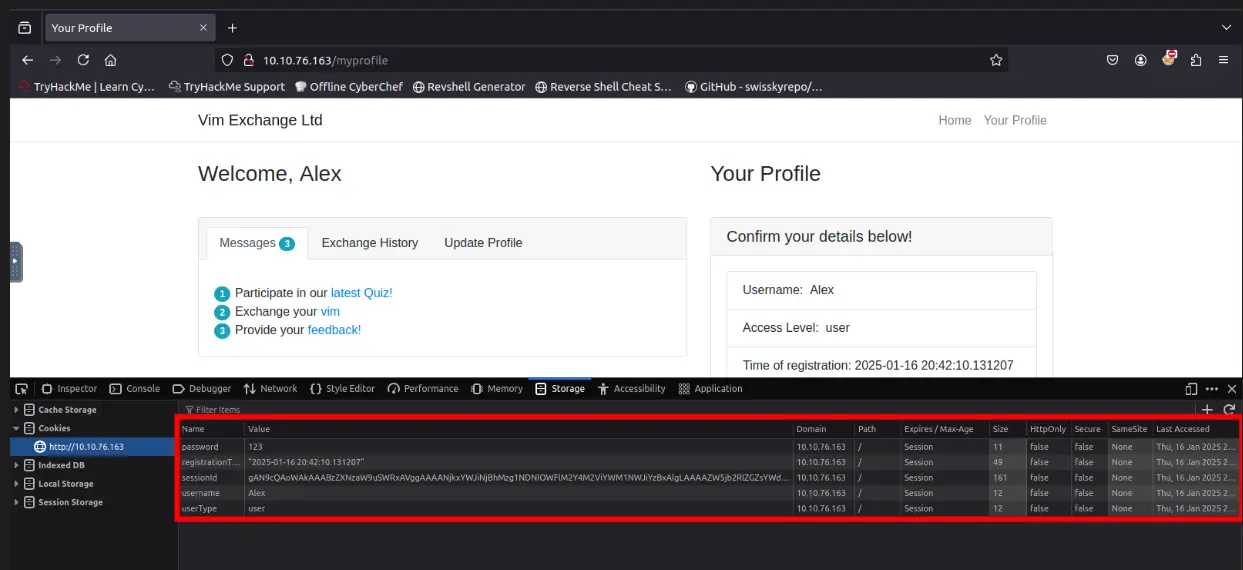 Your Profile
10.10.76.163/myprofile
TryHackMe | Learn Cy... TryHackMe Support Offline CyberChef Revshell Generator Reverse Shell Cheat S... GitHub - swisskyrepo/...
Vim Exchange Ltd Home Your Profile
Welcome, Alex Your Profile
Messages 3 Exchange History Update Profile Confirm your details below!
1 Participate in our latest Quiz! Username: Alex
2 Exchange your vim
3 Provide your feedback! Access Level: user
Time of registration: 2025-01-16 20:42:10.131207
Inspector Console Debugger Network Style Editor Performance Memory Storage Accessibility Application
Cache Storage Filter Items
Cookies Name Value Domain Path Expires / Max-Age Size HttpOnly Secure SameSite Last Accessed
http://10.10.76.163 password 123 10.10.76.163 / Session 11 false false None Thu, 16 Jan 2025 2...
Indexed DB registrationT... "2025-01-16 20:42:10.131207" 10.10.76.163 / Session 49 false false None Thu, 16 Jan 2025 2...
Local Storage sessionId 10.10.76.163 / Session 161 false false None Thu, 16 Jan 2025 2...
Session Storage username Alex 10.10.76.163 / Session 12 false false None Thu, 16 Jan 2025 2...
userType user 10.10.76.163 / Session 12 false false None Thu, 16 Jan 2025 2...